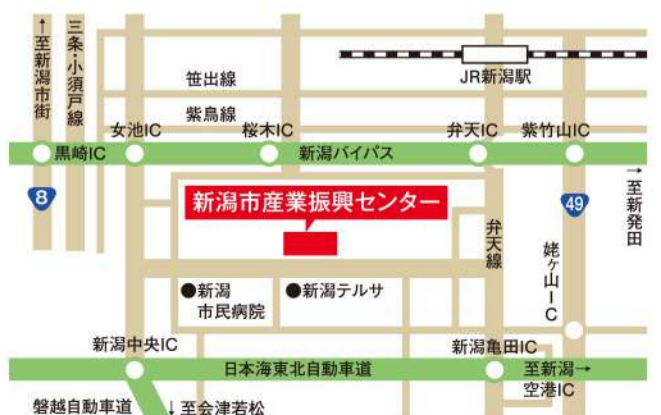 ↑至新潟市街
三条・小須戸線
JR新潟駅
笹出線
紫鳥線
女池IC
桜木IC
弁天IC
紫竹山IC
黒崎IC
新潟バイパス
→至新発田
8
新潟市産業振興センター
49
弁天線
姥ヶ山IC
●新潟
市民病院
●新潟テルサ
新潟中央IC
新潟亀田IC
日本海東北自動車道
至新潟→
空港IC
磐越自動車道
↓至会津若松